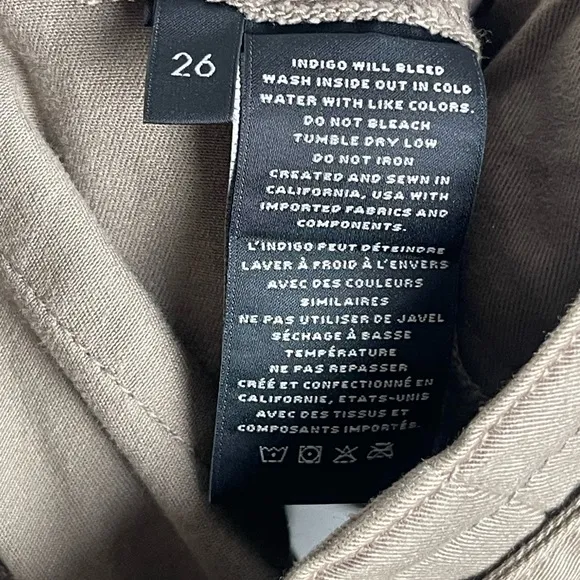 26
INDIGO WILL BLEED
WASH INSIDE OUT IN COLD
WATER WITH LIKE COLORS.
DO NOT BLEACH
TUMBLE DRY LOW
DO NOT IRON
CREATED AND SEWN IN
CALIFORNIA, USA WITH
IMPORTED FABRICS AND
COMPONENTS.
L'INDIGO PEUT DÉTEINDRE
LAVER À FROID À L'ENVERS
AVEC DES COULEURS
SIMILAIRES
NE PAS UTILISER DE JAVEL
SÉCHAGE À BASSE
TEMPÉRATURE
NE PAS REPASSER
CRÉÉ ET CONFECTIONNÉ EN
CALIFORNIE, ETATS-UNIS
AVEC DES TISSUS ET
COMPOSANTS IMPORTÉS.